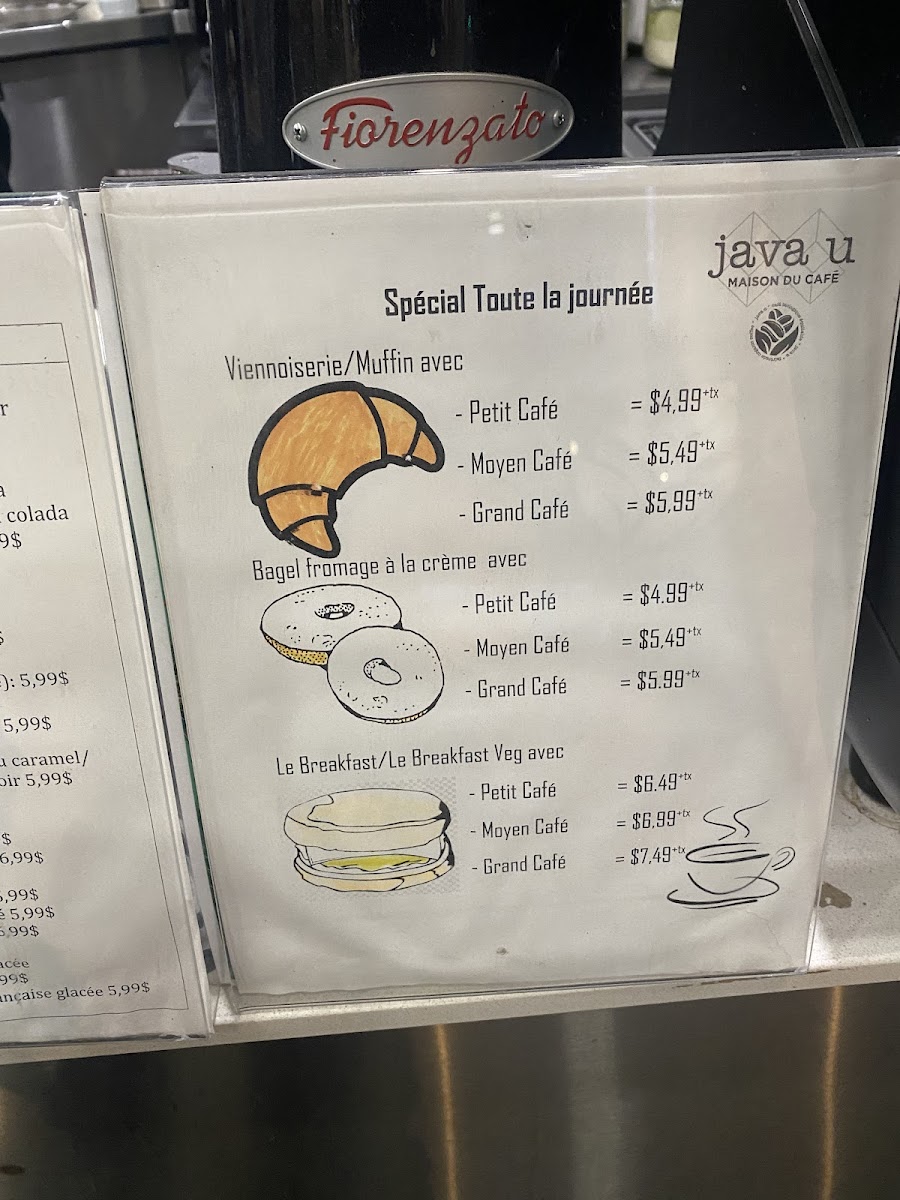 Fiorenzato
java u
MAISON DU CAFÉ
Spécial Toute la journée
Viennoiserie/Muffin avec
- Petit Café = $4,99+tx
- Moyen Café = $5,49+tx
- Grand Café = $5,99+tx
Bagel fromage à la crème avec
- Petit Café = $4.99+tx
- Moyen Café = $5,49+tx
- Grand Café = $5.99+tx
Le Breakfast/Le Breakfast Veg avec
- Petit Café = $6.49+tx
- Moyen Café = $6,99+tx
- Grand Café = $7,49+tx
colada
9$
): 5,99$
5,99$
caramel/
5,99$
$
6,99$
,99$
5,99$
,99$
99$
glacée 5,99$